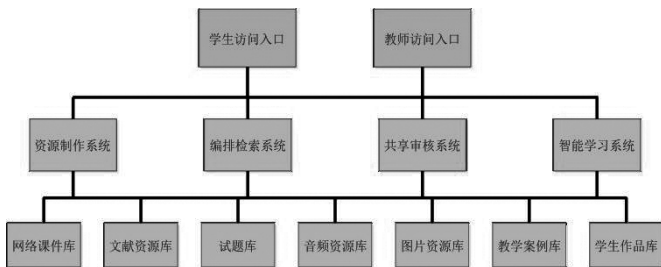 学生访问入口
教师访问入口
资源制作系统
编排检索系统
共享审核系统
智能学习系统
网络课件库
文献资源库
试题库
音频资源库
图片资源库
教学案例库
学生作品库